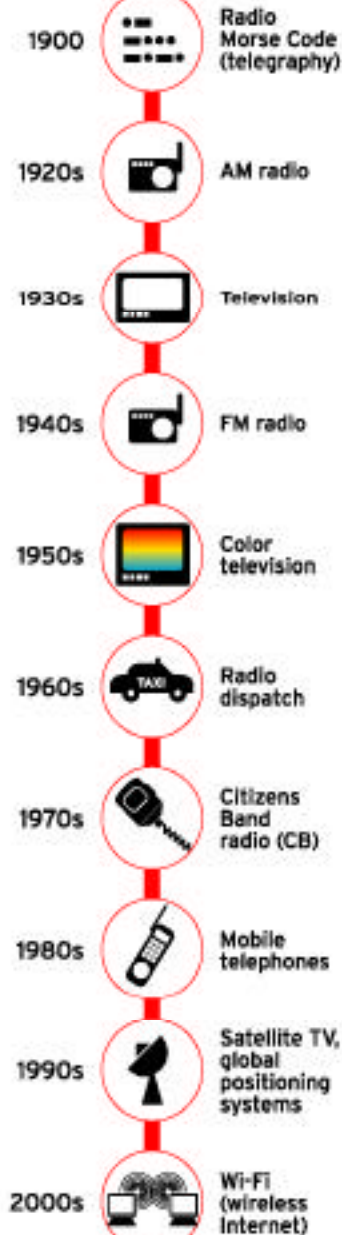 1900
Radio
Morse Code
(telegraphy)
1920s
AM radio
1930s
Television
1940s
FM radio
1950s
Color
television
1960s
TAXI
Radio
dispatch
1970s
Citizens
Band
radio (CB)
1980s
Mobile
telephones
1990s
Satellite TV,
global
positioning
systems
2000s
Wi-Fi
(wireless
Internet)